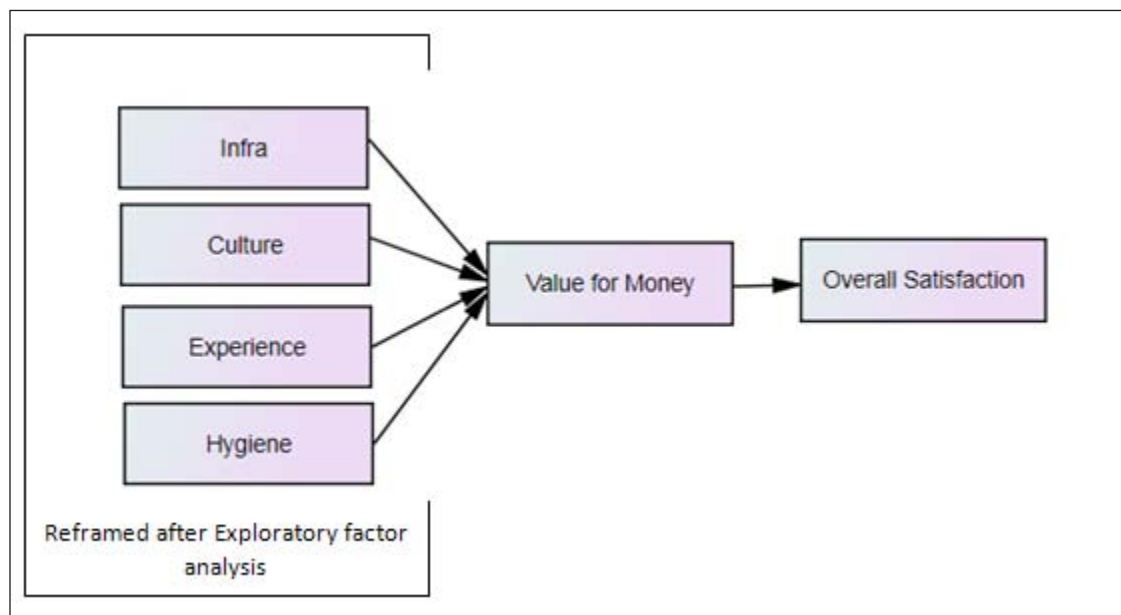 Infra
Culture
Experience
Hygiene
Value for Money
Overall Satisfaction
Reframed after Exploratory factor
analysis